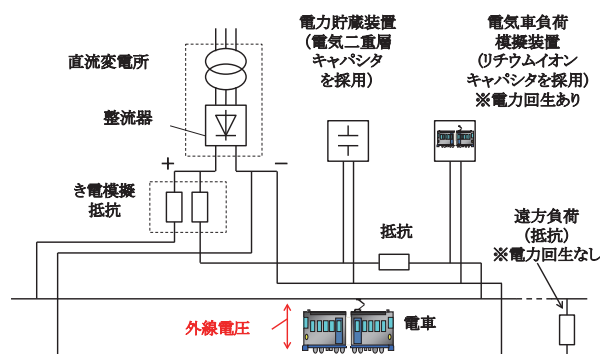 直流変電所
整流器
+
−
き電模擬
抵抗
電力貯蔵装置
(電気二重層
キャパシタ
を採用)
電気車負荷
模擬装置
(リチウムイオン
キャパシタを採用)
※電力回生あり
抵抗
遠方負荷
(抵抗)
※電力回生なし
外線電圧
電車